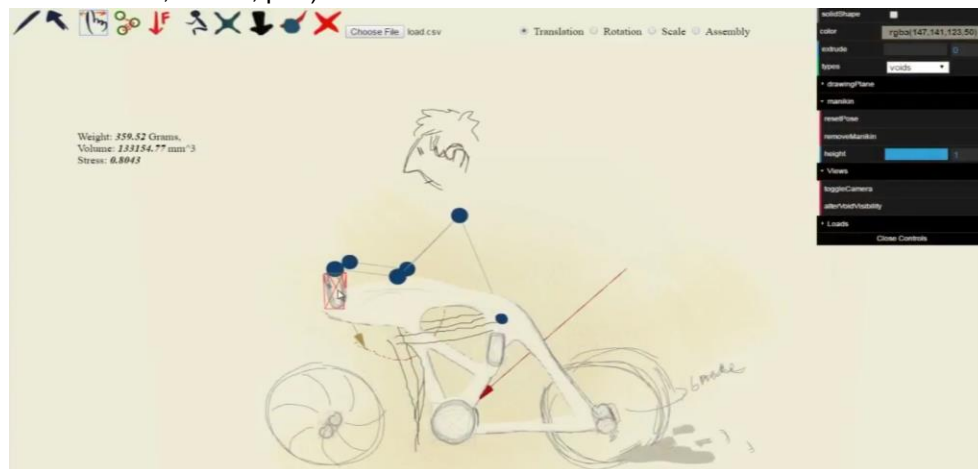 F
Choose File load.csv
Translation Rotation Scale Assembly
Weight: 359.52 Grams,
Volume: 133154.77 mm^3
Stress: 0.8043
solidShape
color rgba(147,141,123,50)
extrude 0
types voids
drawingPlane
manikin
resetPose
removeManikin
height 1
Views
toggleCamera
alterVoidVisibility
Loads
Close Controls